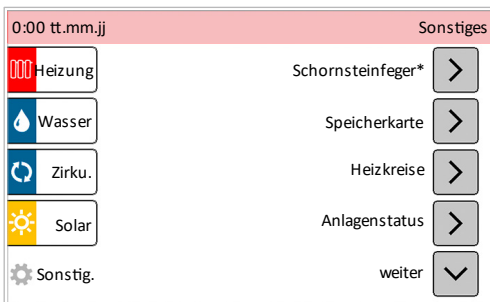 0:00 tt.mm.jj Sonstiges
Heizung Schornsteinfeger*
Wasser Speicherkarte
Zirku. Heizkreise
Solar Anlagenstatus
Sonstig. weiter